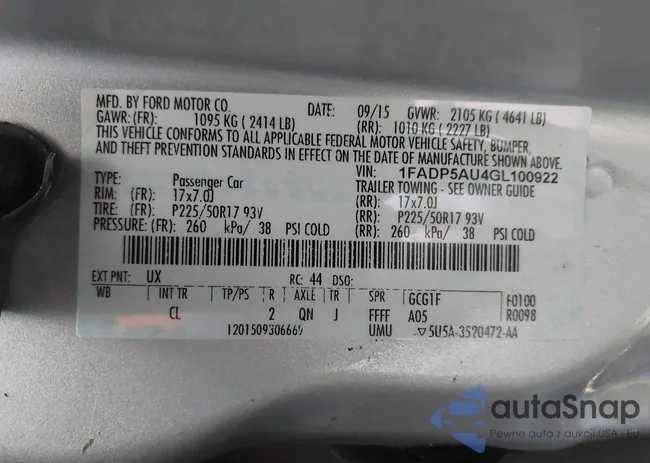 MFD. BY FORD MOTOR CO. DATE: 09/15 GVWR: 2105 KG ( 4641 LB)
GAWR: (FR): 1095 KG ( 2414 LB) (RR): 1010 KG ( 2227 LB)
THIS VEHICLE CONFORMS TO ALL APPLICABLE FEDERAL MOTOR VEHICLE SAFETY, BUMPER,
AND THEFT PREVENTION STANDARDS IN EFFECT ON THE DATE OF MANUFACTURE SHOWN ABOVE.
VIN: 1FADP5AU4GL100922
TYPE: Passenger Car TRAILER TOWING - SEE OWNER GUIDE
RIM: (FR): 17x7.0J (RR): 17x7.0J
TIRE: (FR): P225/50R17 93V (RR): P225/50R17 93V
PRESSURE: (FR): 260 kPa/ 38 PSI COLD (RR): 260 kPa/ 38 PSI COLD
EXT PNT: UX RC: 44 DSO:
WB INT TR TP/PS R AXLE TR SPR GCG1F F0100
CL 2 QN J FFFF A05 R0098
1201509306669 UMU 5U5A-3520472-AA
autaSnap
Pewne auta z aukcji USA i EU